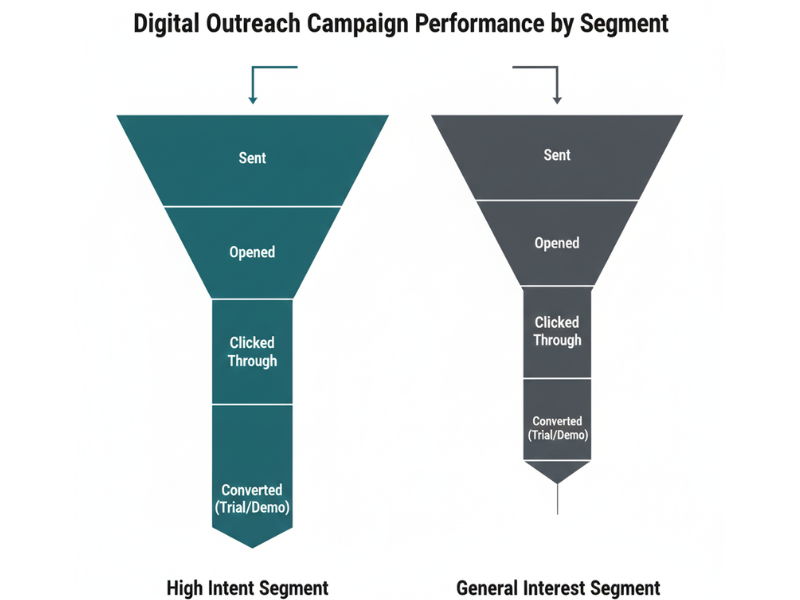 Digital Outreach Campaign Performance by Segment
Sent
Opened
Clicked
Through
Converted
(Trial/Demo)
High Intent Segment
Sent
Opened
Clicked
Through
Converted
(Trial/Demo)
General Interest Segment